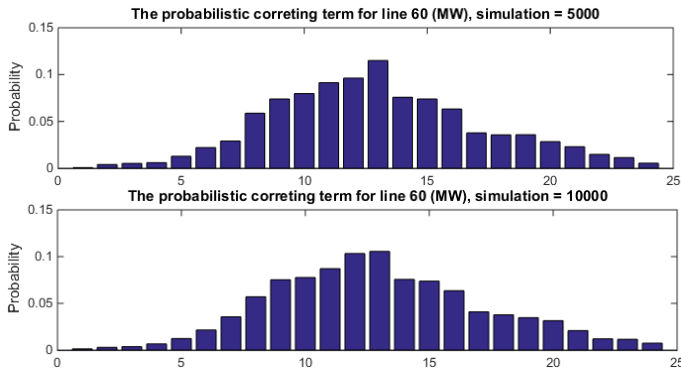 The probabilistic correting term for line 60 (MW), simulation = 5000
0.15
0.1
0.05
0
Probability
0 5 10 15 20 25
The probabilistic correting term for line 60 (MW), simulation = 10000
0.15
0.1
0.05
0
Probability
0 5 10 15 20 25